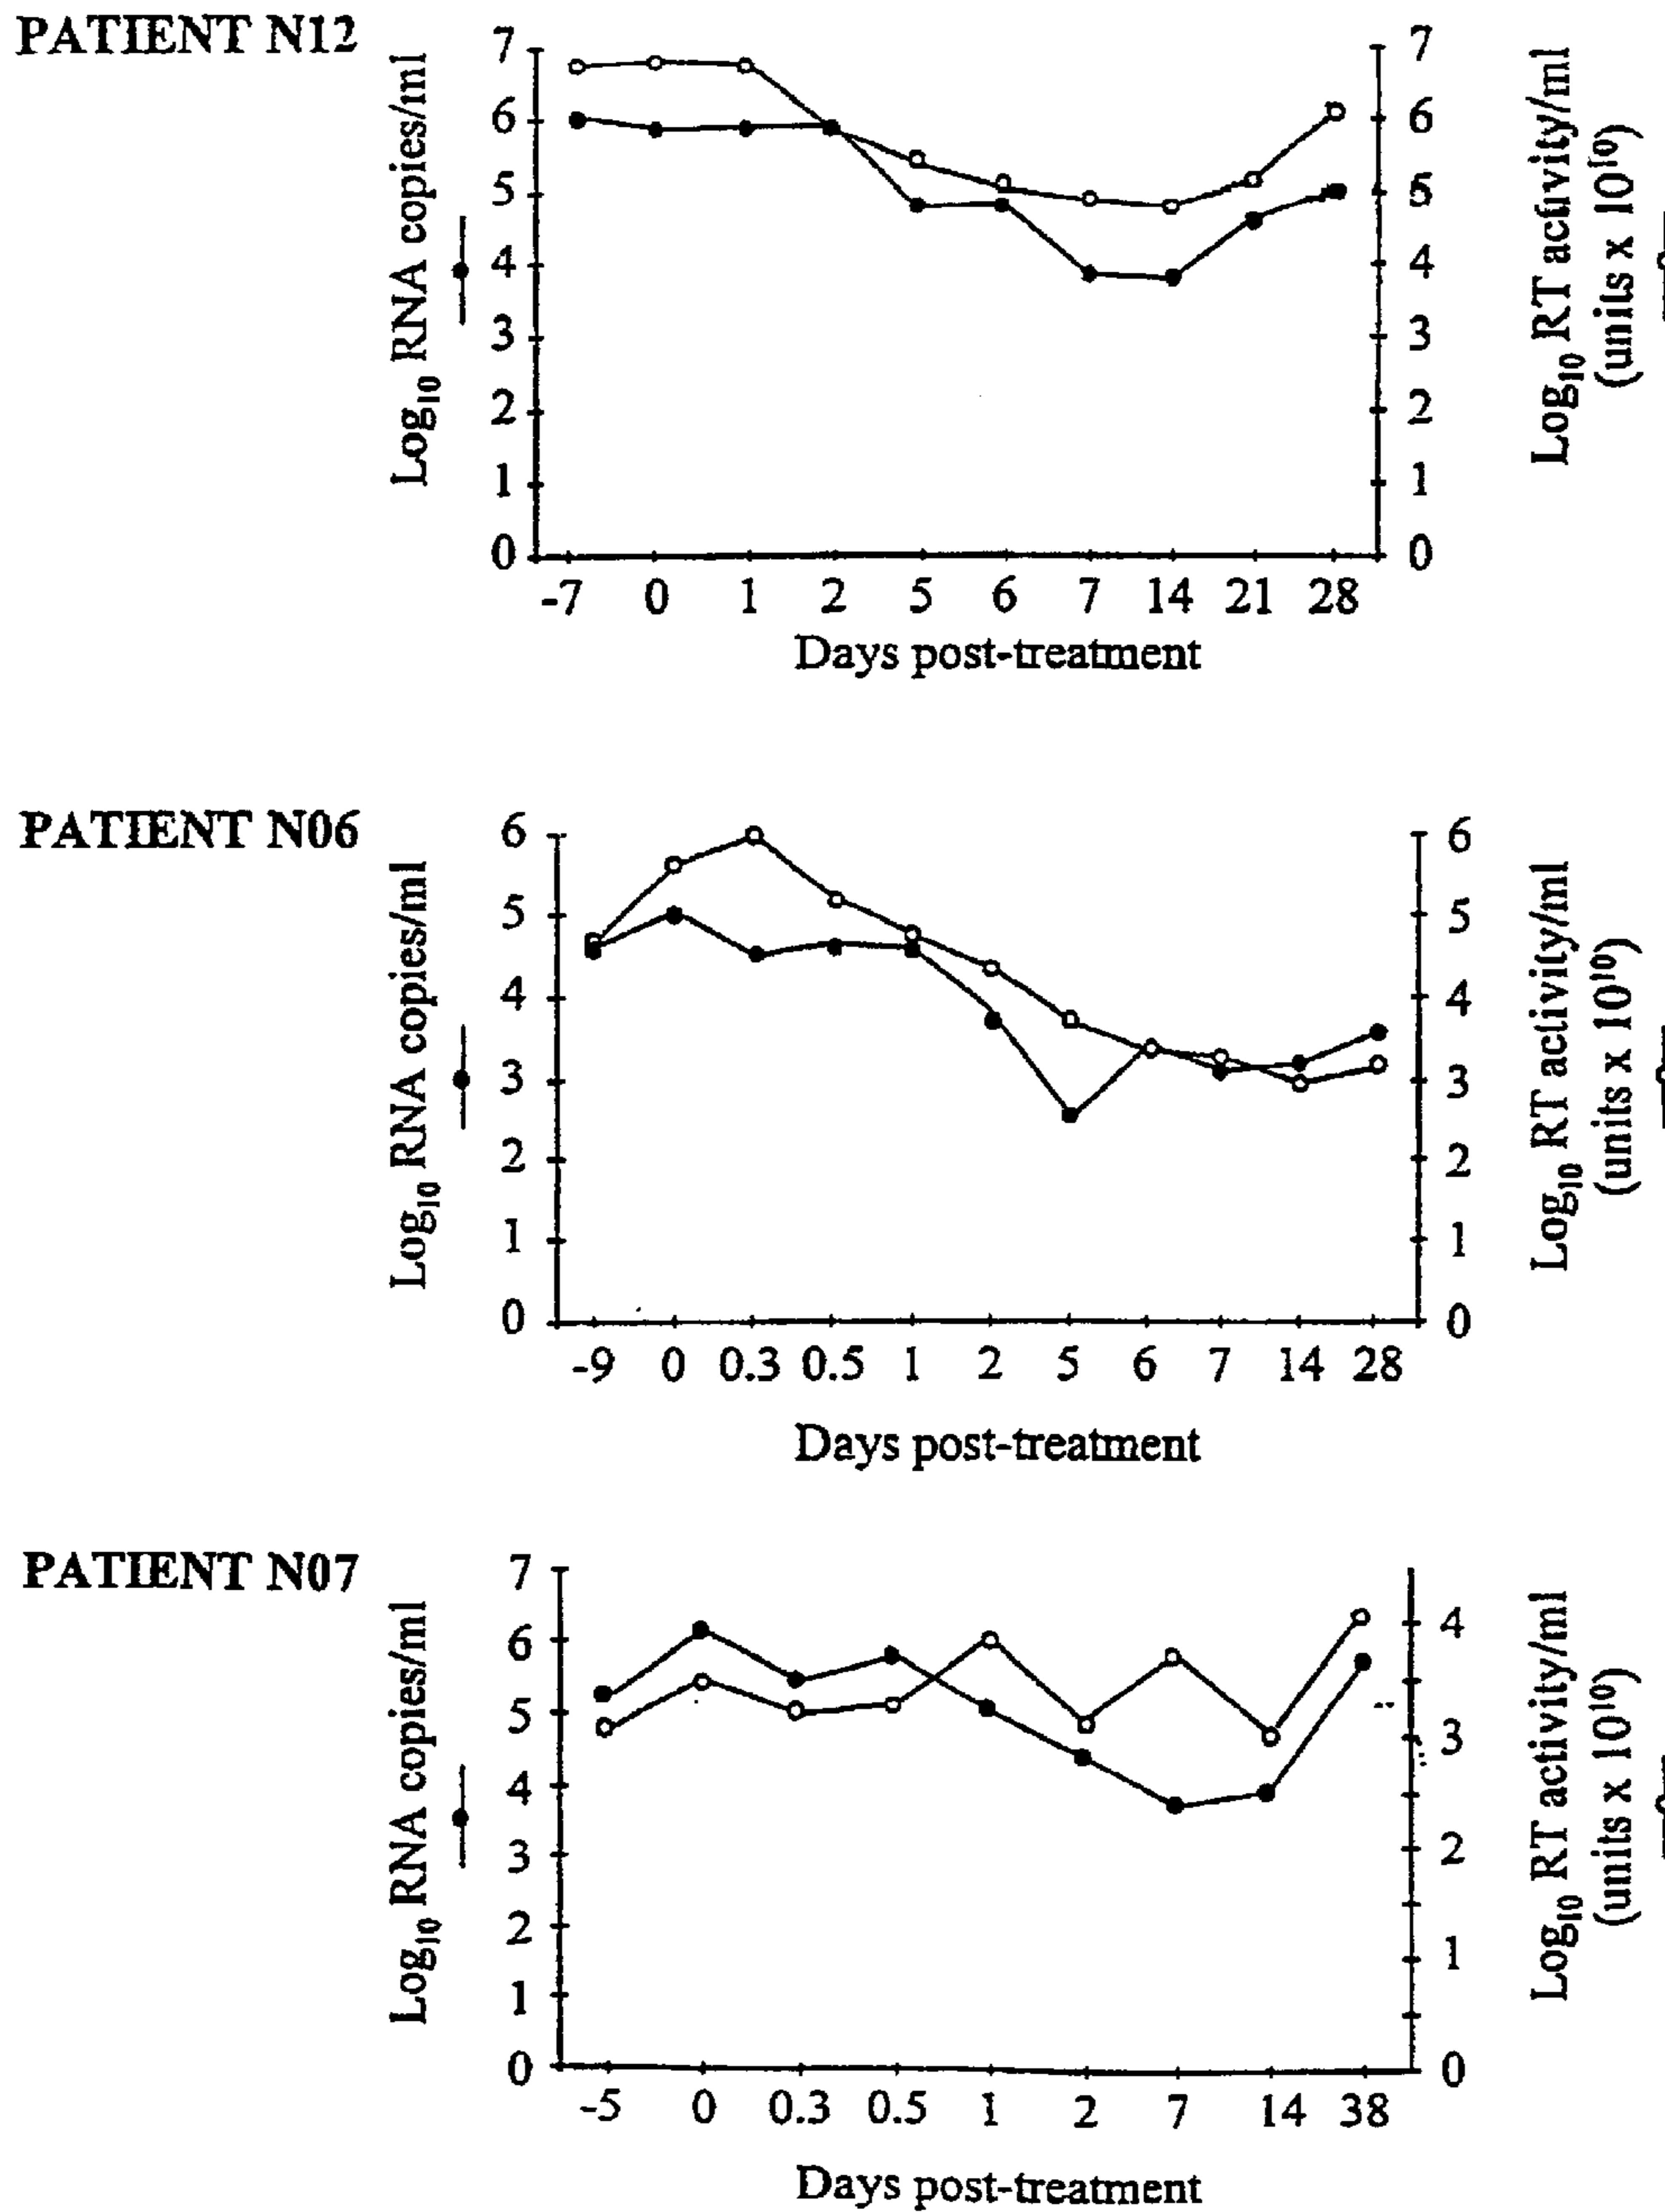 PATIENT N12
Log₁₀ RNA copies/ml
7
6
5
4
3
2
1
0
7
6
5
4
3
2
1
0
Log₁₀ RT activity/ml
(units x 10¹⁰)
-7 0 1 2 5 6 7 14 21 28
Days post-treatment
PATIENT N06
Log₁₀ RNA copies/ml
6
5
4
3
2
1
0
6
5
4
3
2
1
0
Log₁₀ RT activity/ml
(units x 10¹⁰)
-9 0 0.3 0.5 1 2 5 6 7 14 28
Days post-treatment
PATIENT N07
Log₁₀ RNA copies/ml
7
6
5
4
3
2
1
0
4
3
2
1
0
Log₁₀ RT activity/ml
(units x 10¹⁰)
-5 0 0.3 0.5 1 2 7 14 38
Days post-treatment